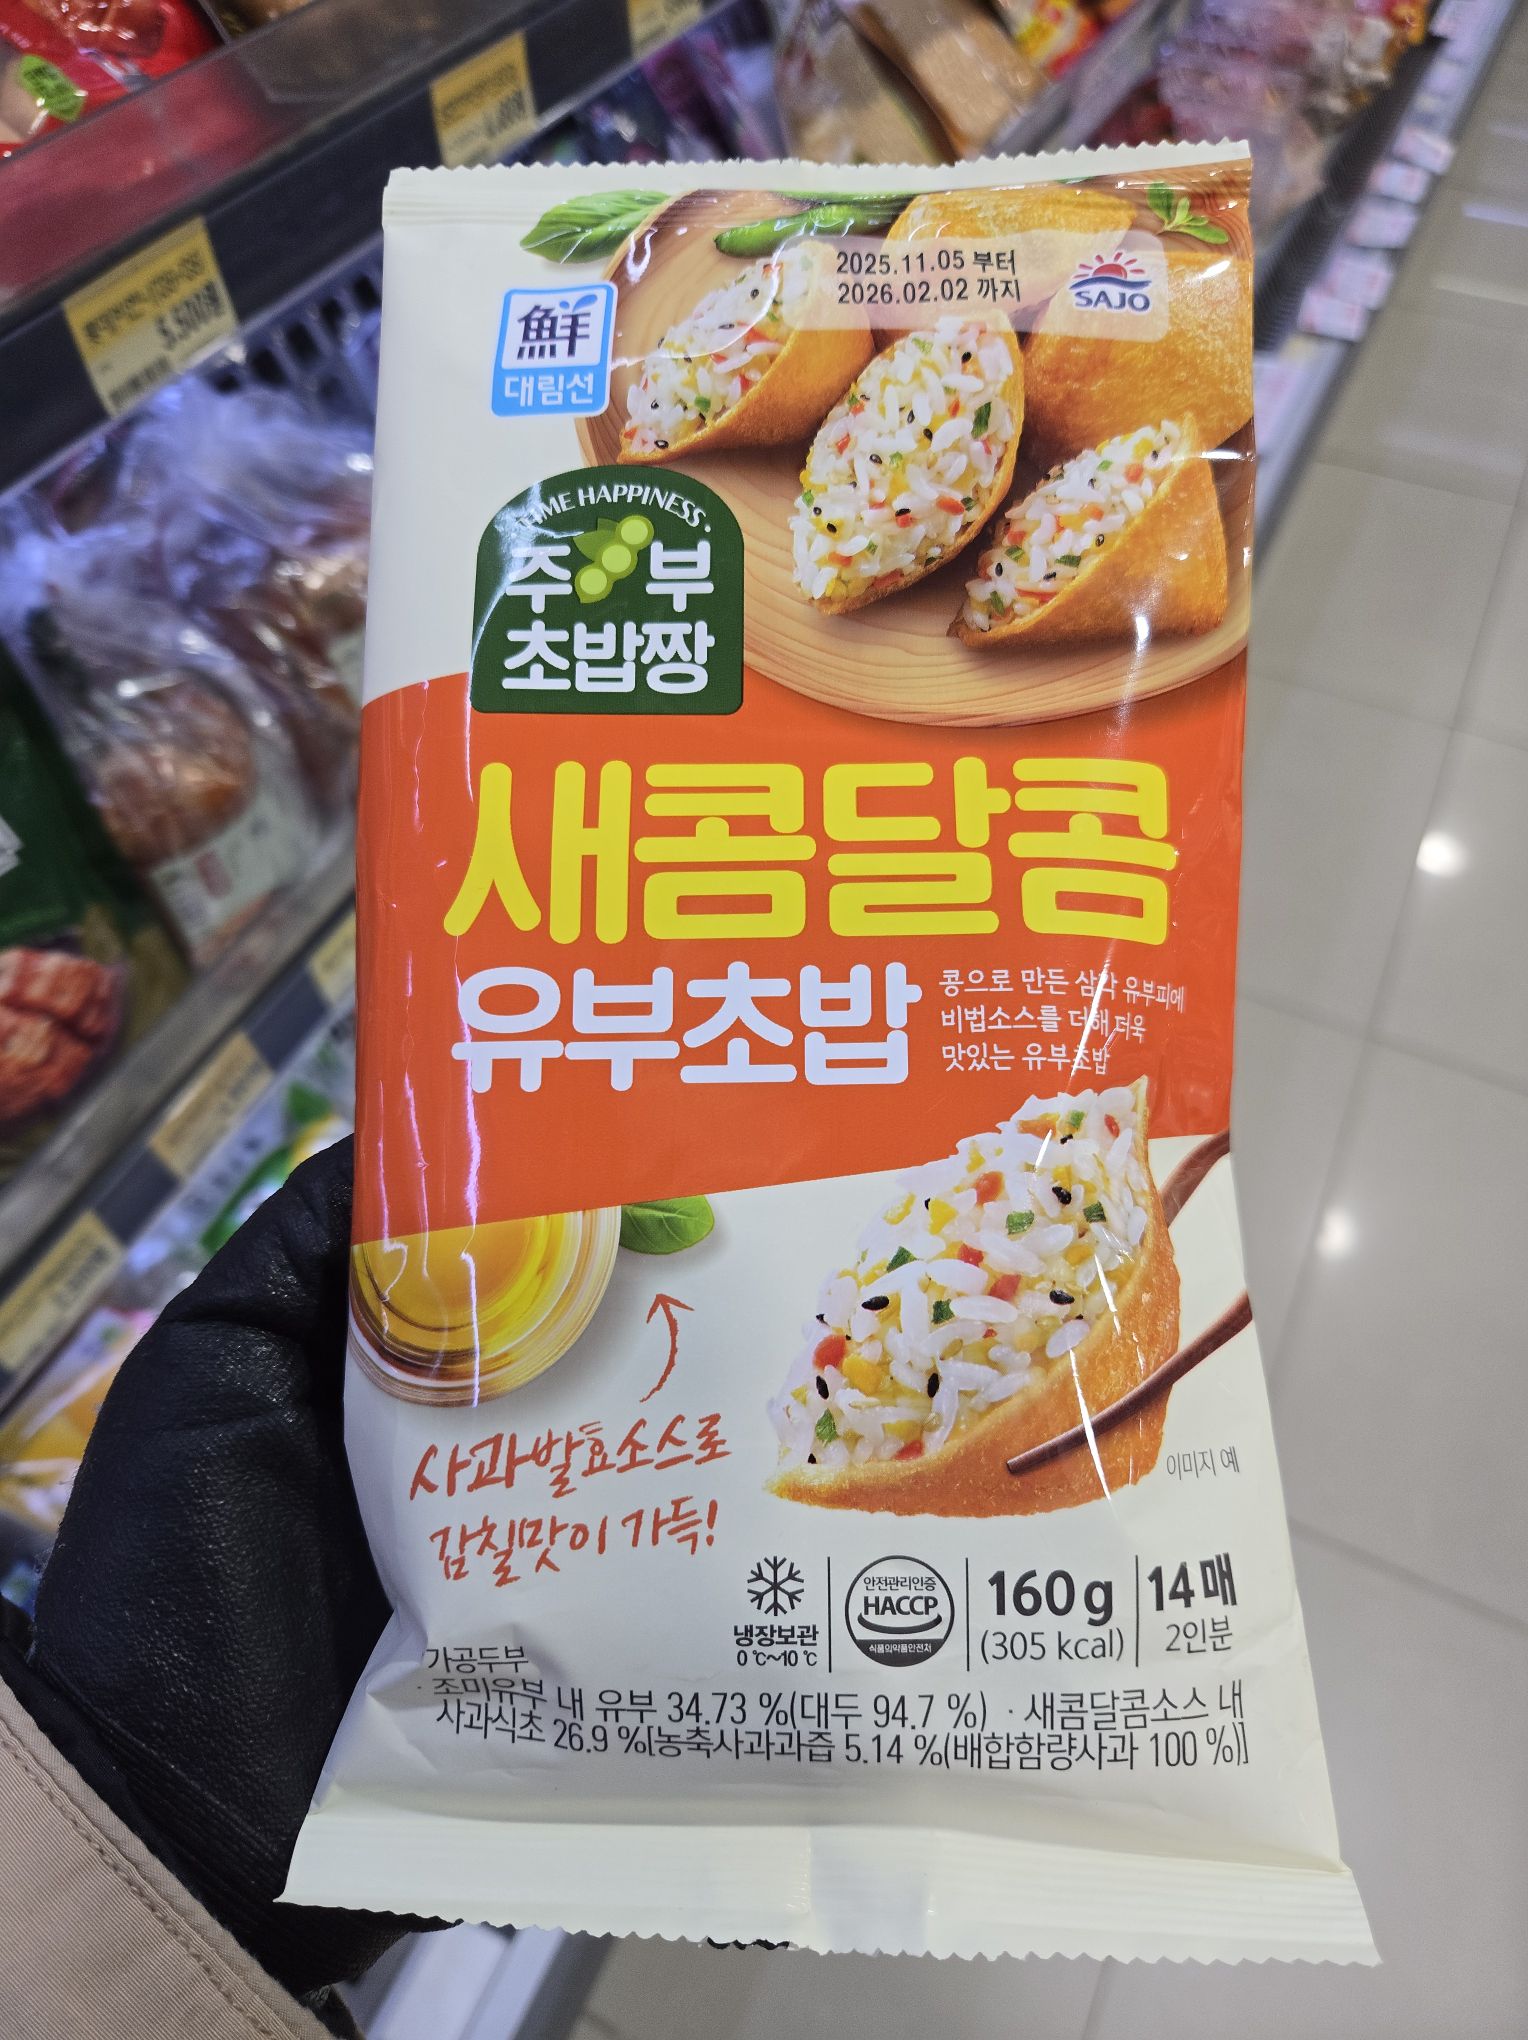 2025.11.05 부터
2026.02.02 까지
SAJO
鮮
대림선
HAPPINESS
주부
초밥짱
새콤달콤
유부초밥
콩으로 만든 삼각 유부피에
비법소스를 더해 더욱
맛있는 유부초밥
사과발효소스로
감칠맛이 가득!
이미지 예
냉장보관
0℃~10℃
안전관리인증
HACCP
식품의약품안전처
160g
(305 kcal)
14매
2인분
가공두부
· 조미유부 내 유부 34.73 %(대두 94.7 %) · 새콤달콤소스 내
사과식초 26.9 %[농축사과과즙 5.14 %(배합함량사과 100 %)]
5,500원